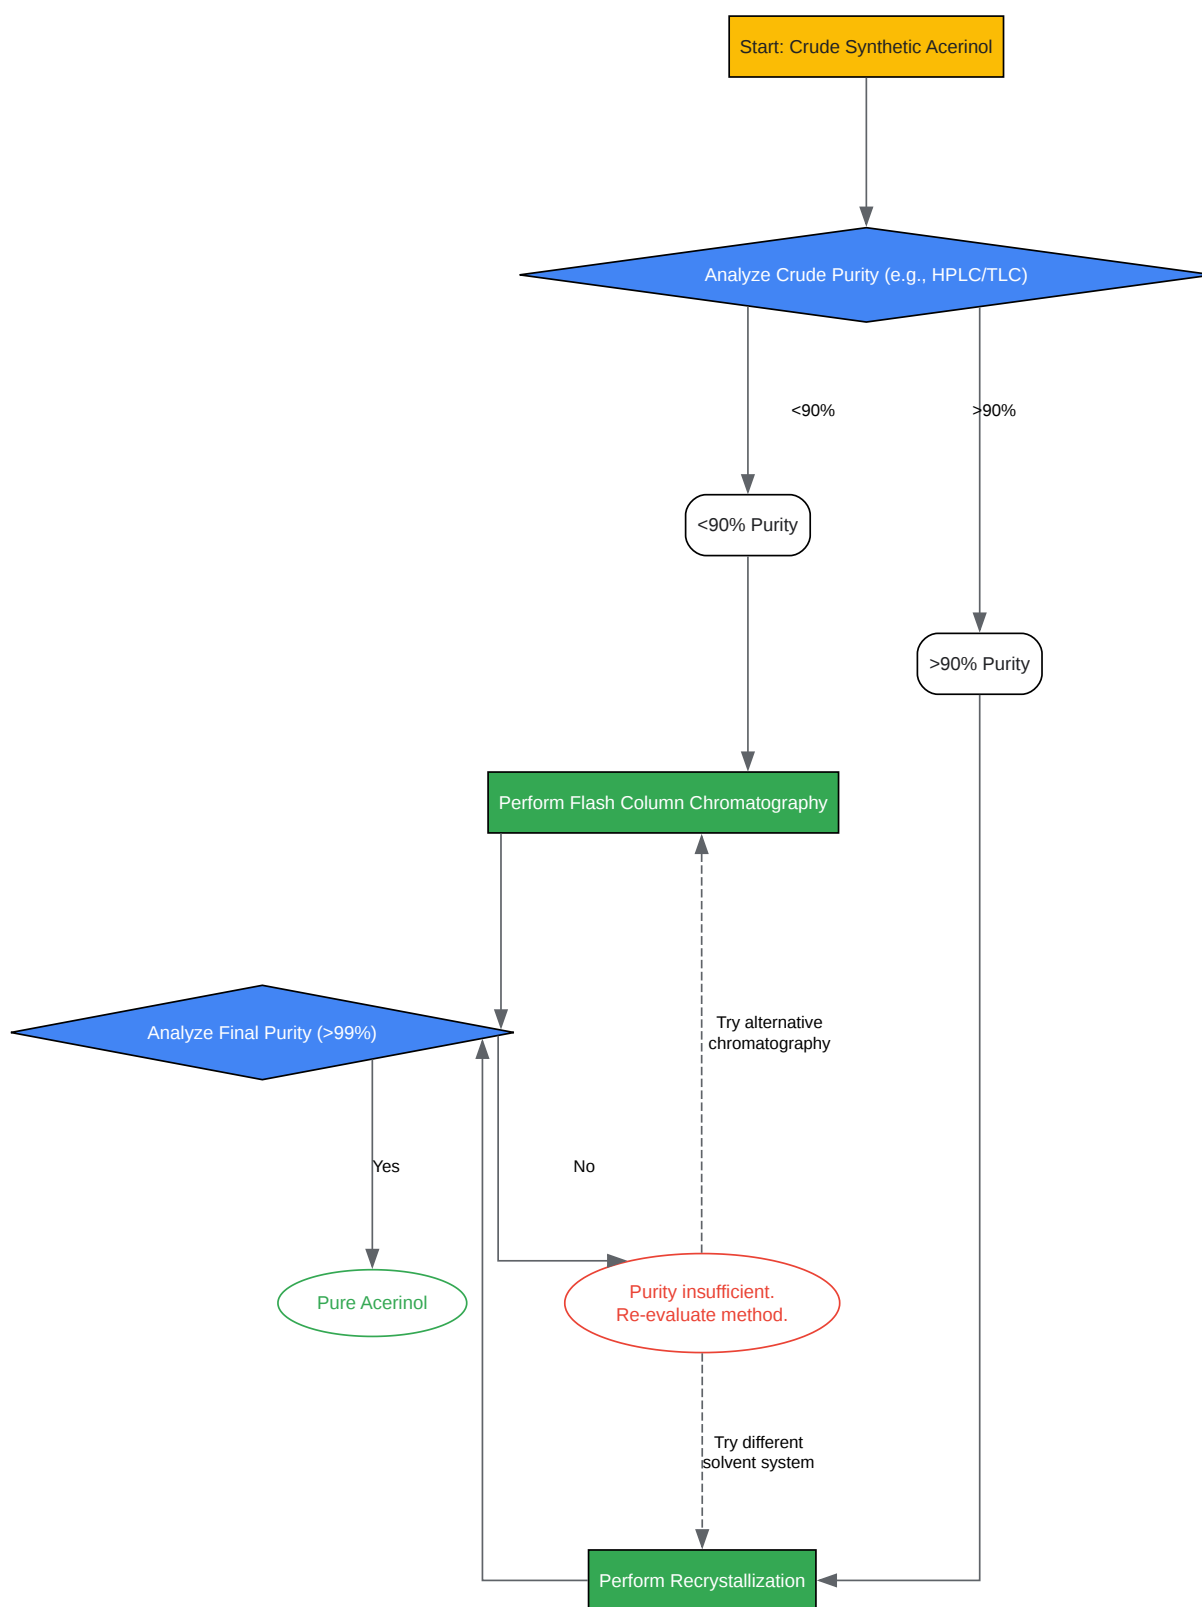 Start: Crude Synthetic Acerinol
Analyze Crude Purity (e.g., HPLC/TLC)
<90%
>90%
<90% Purity
>90% Purity
Perform Flash Column Chromatography
Try alternative
chromatography
Analyze Final Purity (>99%)
Yes
No
Purity insufficient.
Re-evaluate method.
Pure Acerinol
Try different
solvent system
Perform Recrystallization